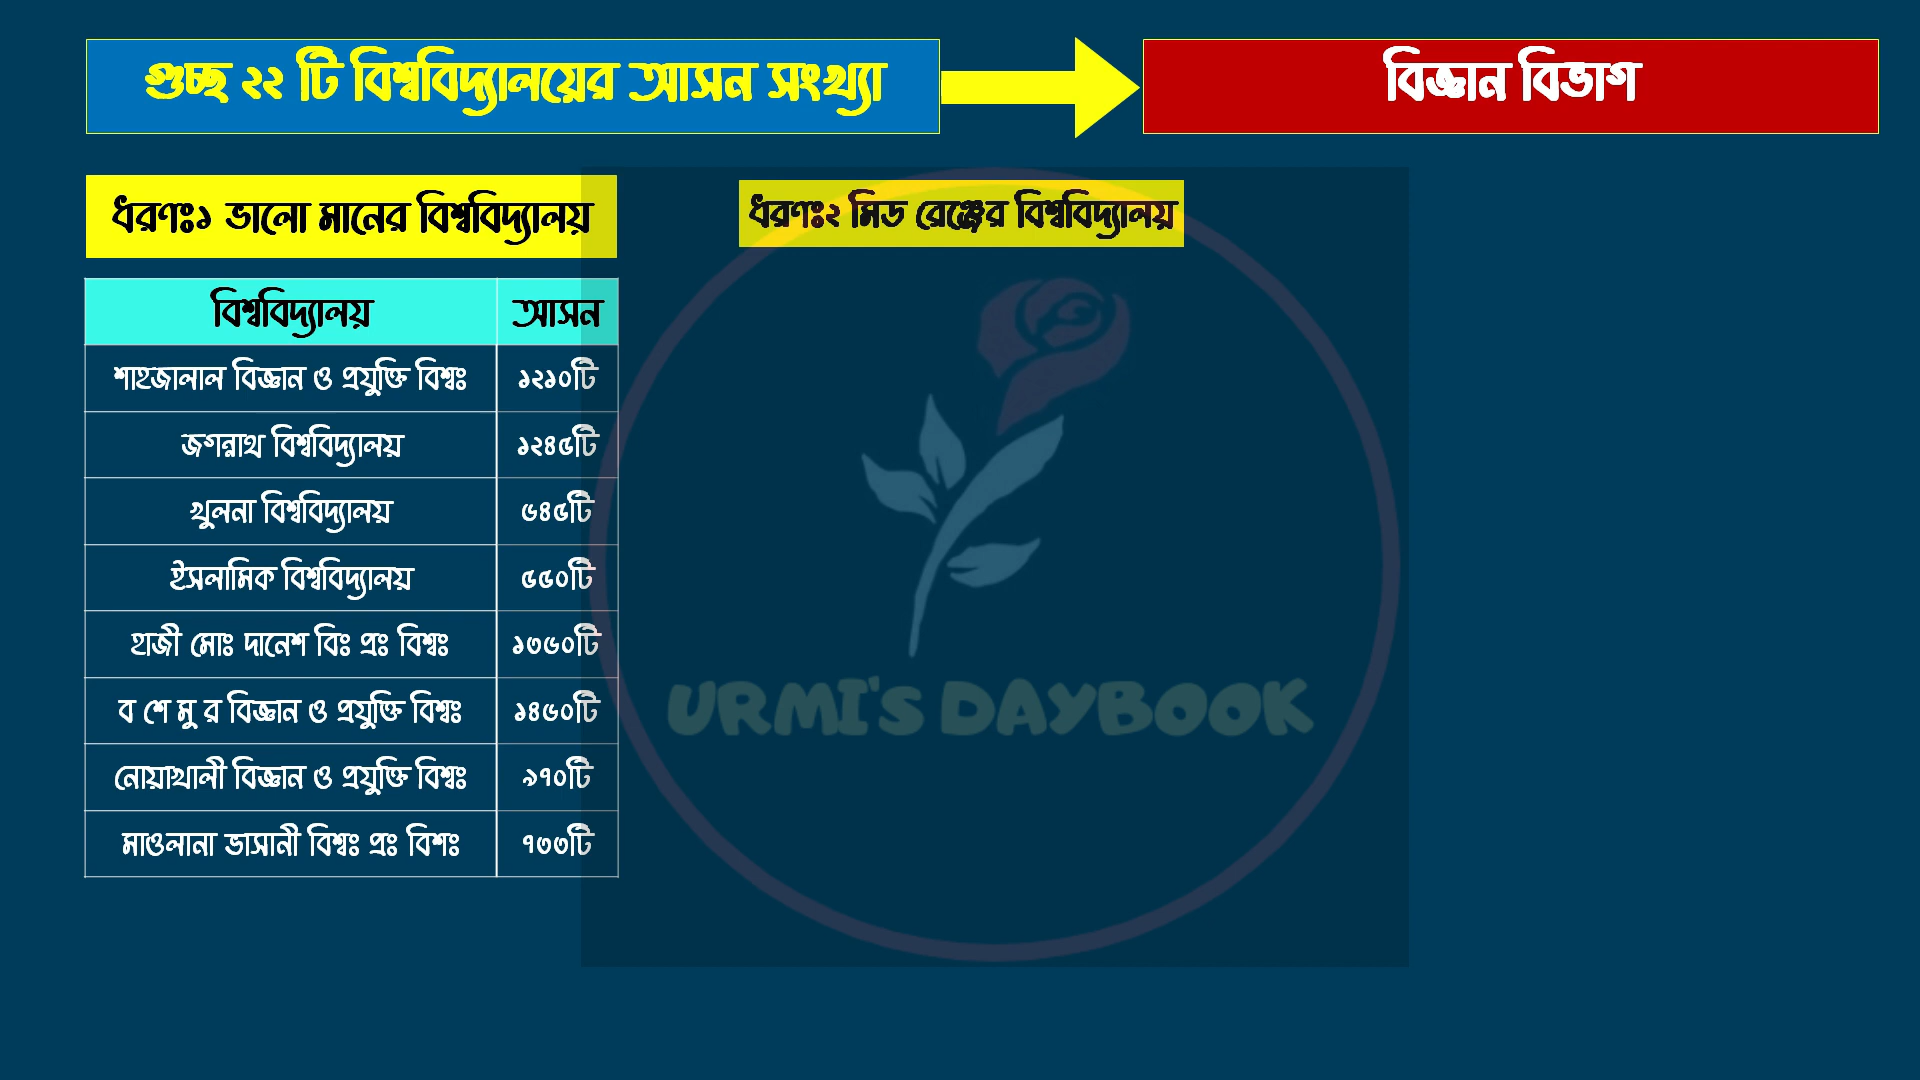 গুচ্ছ ২২ টি বিশ্ববিদ্যালয়ের আসন সংখ্যা
বিজ্ঞান বিভাগ
ধরণঃ১ ভালো মানের বিশ্ববিদ্যালয়
ধরণঃ২ মিড রেঞ্জের বিশ্ববিদ্যালয়
বিশ্ববিদ্যালয় আসন
শাহজালাল বিজ্ঞান ও প্রযুক্তি বিশ্বঃ ১২১০টি
জগন্নাথ বিশ্ববিদ্যালয় ১২৪৫টি
খুলনা বিশ্ববিদ্যালয় ৬৪৫টি
ইসলামিক বিশ্ববিদ্যালয় ৫৫০টি
হাজী মোঃ দানেশ বিঃ প্রঃ বিশ্বঃ ১৩৬০টি
ব শে মু র বিজ্ঞান ও প্রযুক্তি বিশ্বঃ ১৪৬০টি
নোয়াখালী বিজ্ঞান ও প্রযুক্তি বিশ্বঃ ৯৭০টি
মাওলানা ভাসানী বিশ্বঃ প্রঃ বিশঃ ৭৩৩টি
URMI'S DAYBOOK